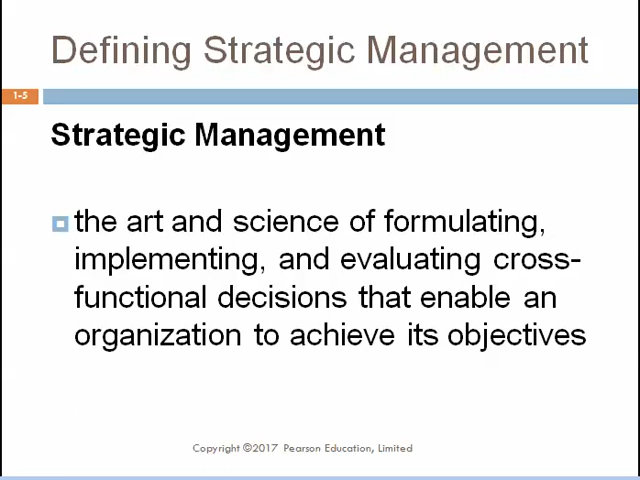 Defining Strategic Management
1-5
Strategic Management
the art and science of formulating,
implementing, and evaluating cross-
functional decisions that enable an
organization to achieve its objectives
Copyright ©2017 Pearson Education, Limited